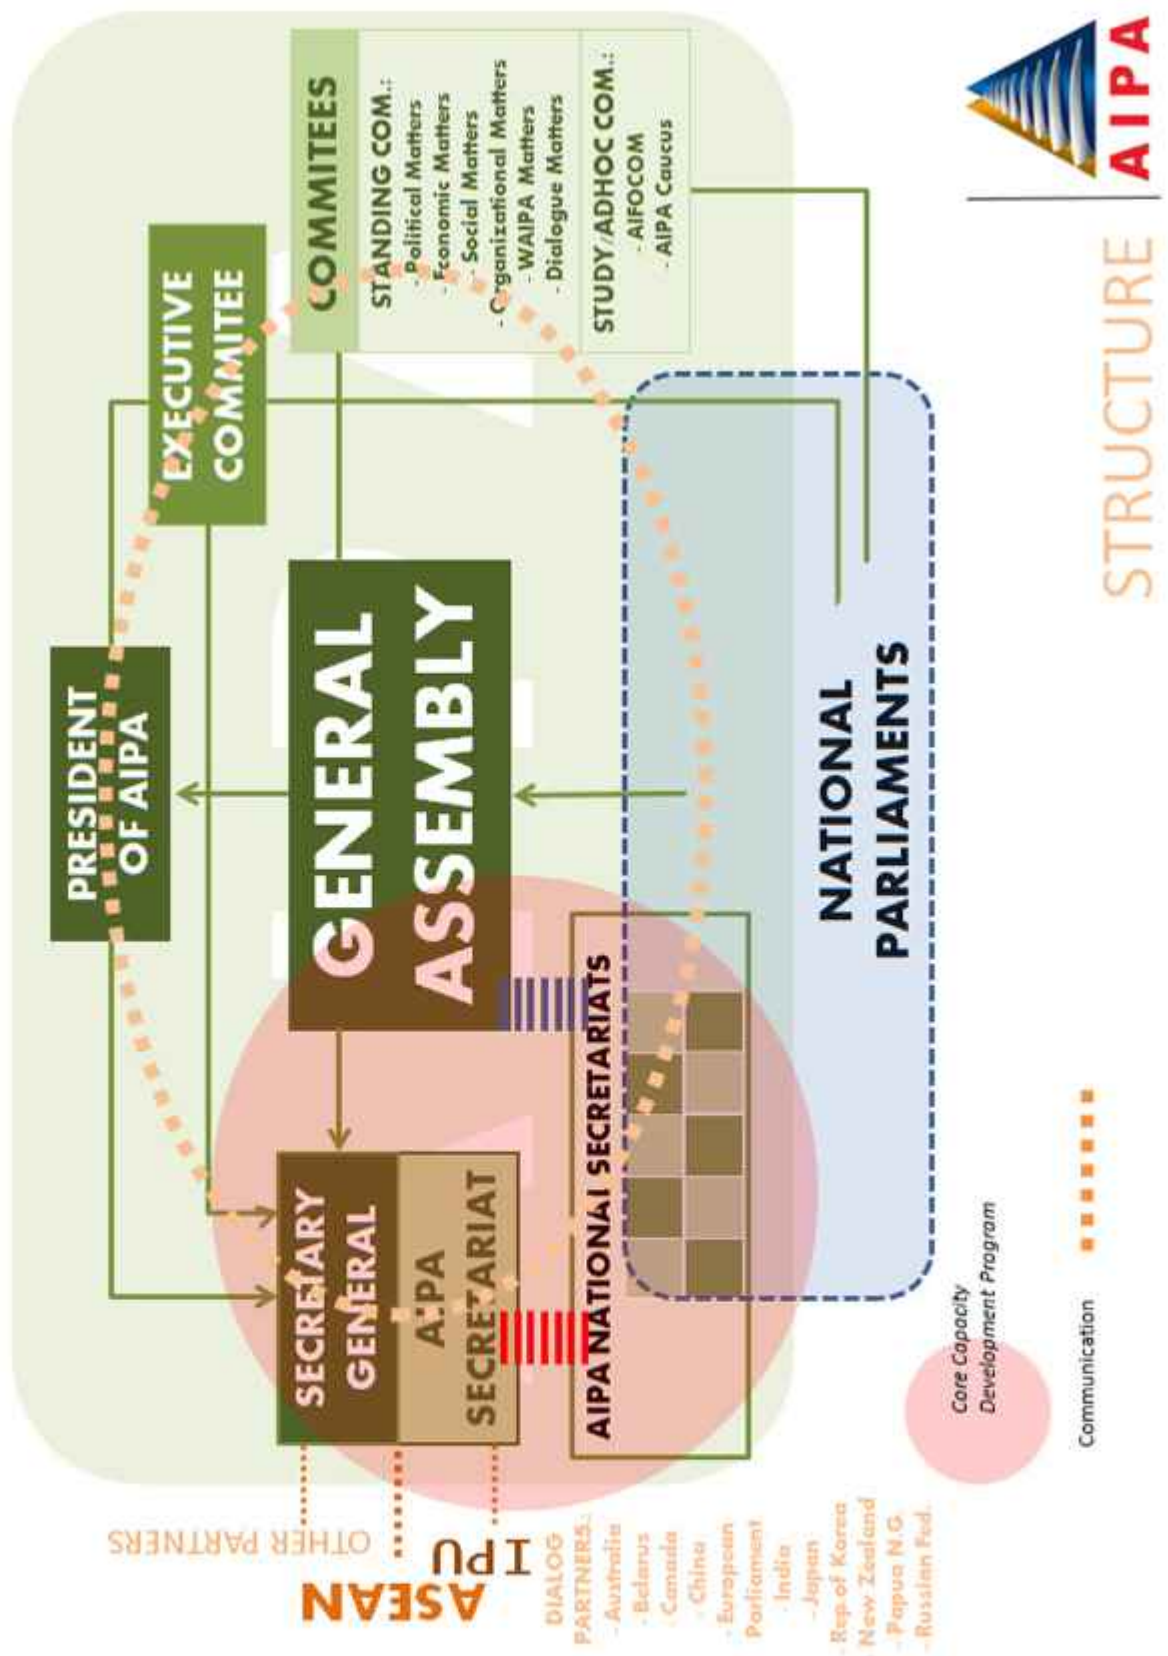 AIPA
STRUCTURE
PRESIDENT
OF AIPA
EXECUTIVE
COMMITEE
SECRETARY
GENERAL
AIPA
SECRETARIAT
GENERAL
ASSEMBLY
COMMITEES
STANDING COM.:
- Political Matters
- Economic Matters
- Social Matters
- Organizational Matters
- WAIPA Matters
- Dialogue Matters
STUDY/ADHOC COM.:
- AIFOCOM
- AIPA Caucus
AIPA NATIONAL SECRETARIATS
NATIONAL
PARLIAMENTS
OTHER PARTNERS
ASEAN
IPU
DIALOG
PARTNERS:
- Australia
- Belarus
- Canada
- China
- European
Parliament
- India
- Japan
- Rep.of Korea
- New Zealand
- Papua N.G
- Russian Fed.
Core Capacity
Development Program
Communication